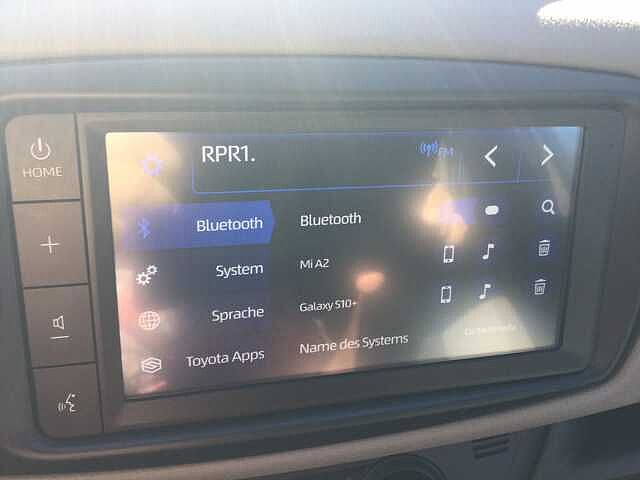 HOME
RPR1.
FM
Bluetooth
System
Sprache
Toyota Apps
Bluetooth
Mi A2
Galaxy S10+
Name des Systems